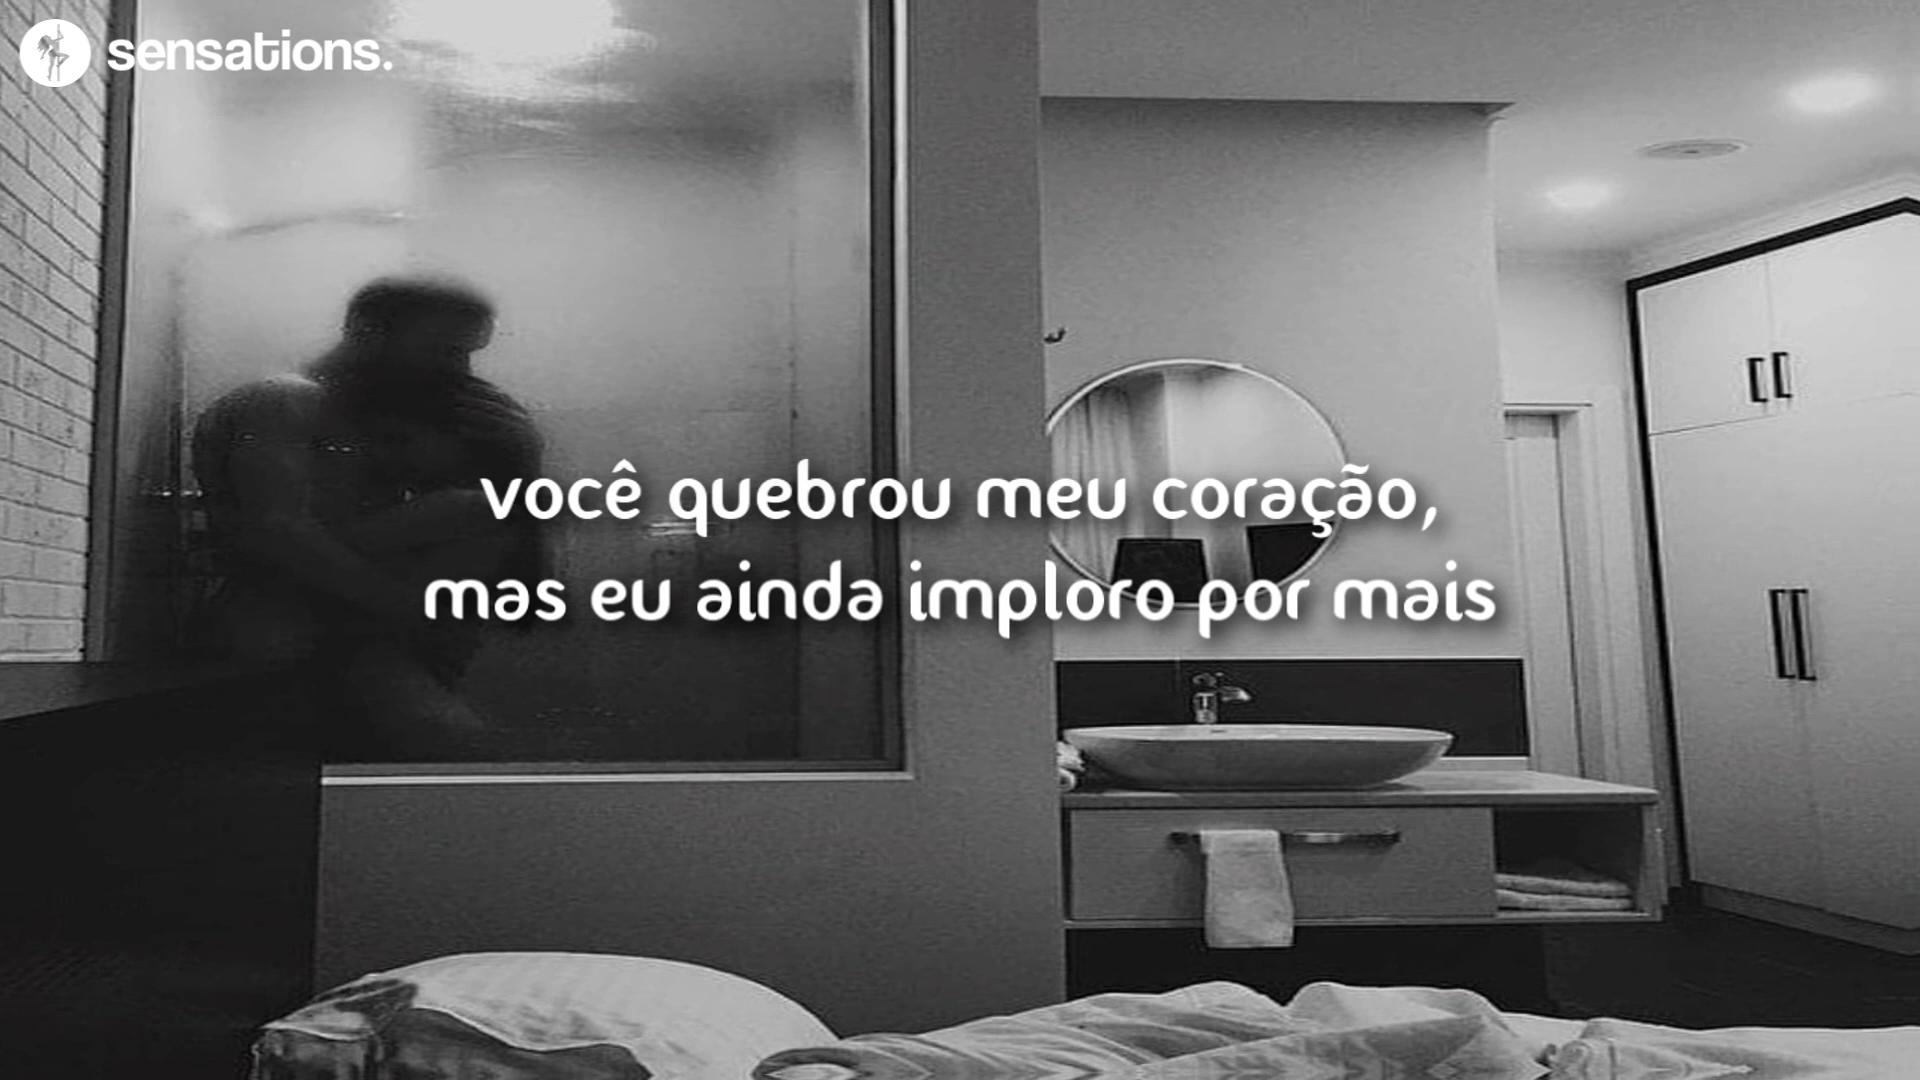 sensations.
você quebrou meu coração,
mas eu ainda imploro por mais